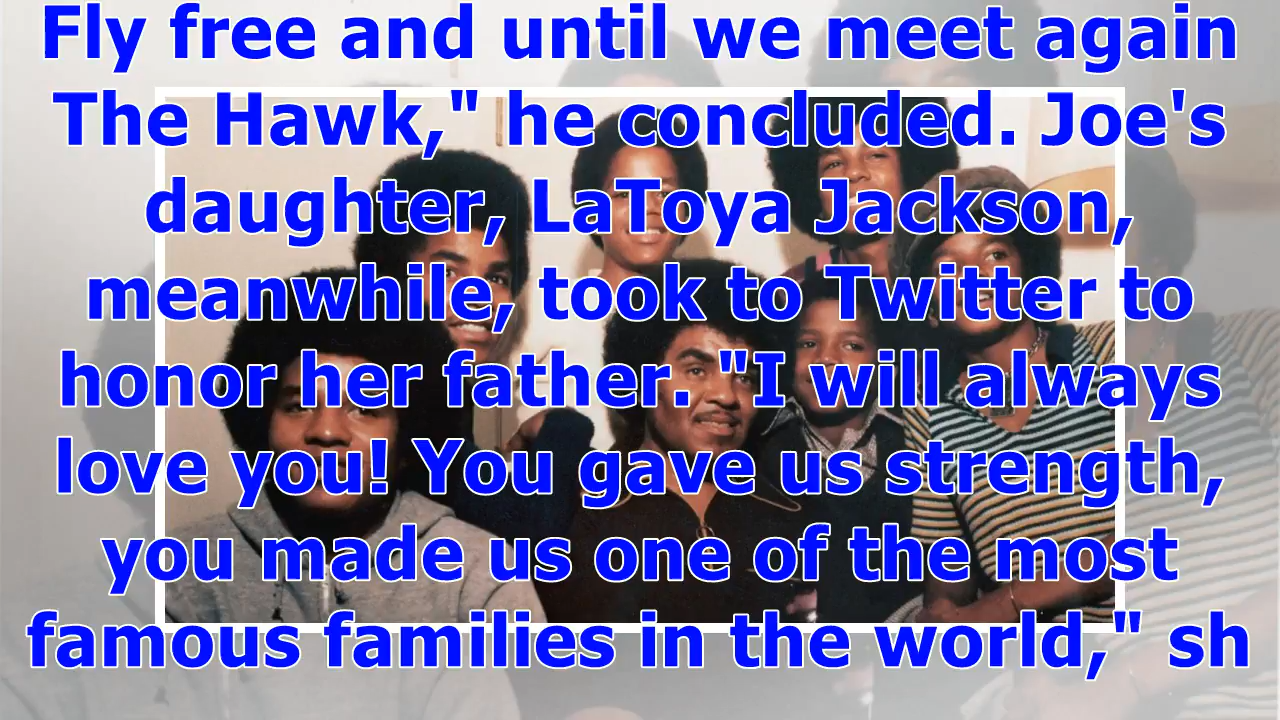 Fly free and until we meet again
The Hawk," he concluded. Joe's
daughter, LaToya Jackson,
meanwhile, took to Twitter to
honor her father. "I will always
love you! You gave us strength,
you made us one of the most
famous families in the world," sh